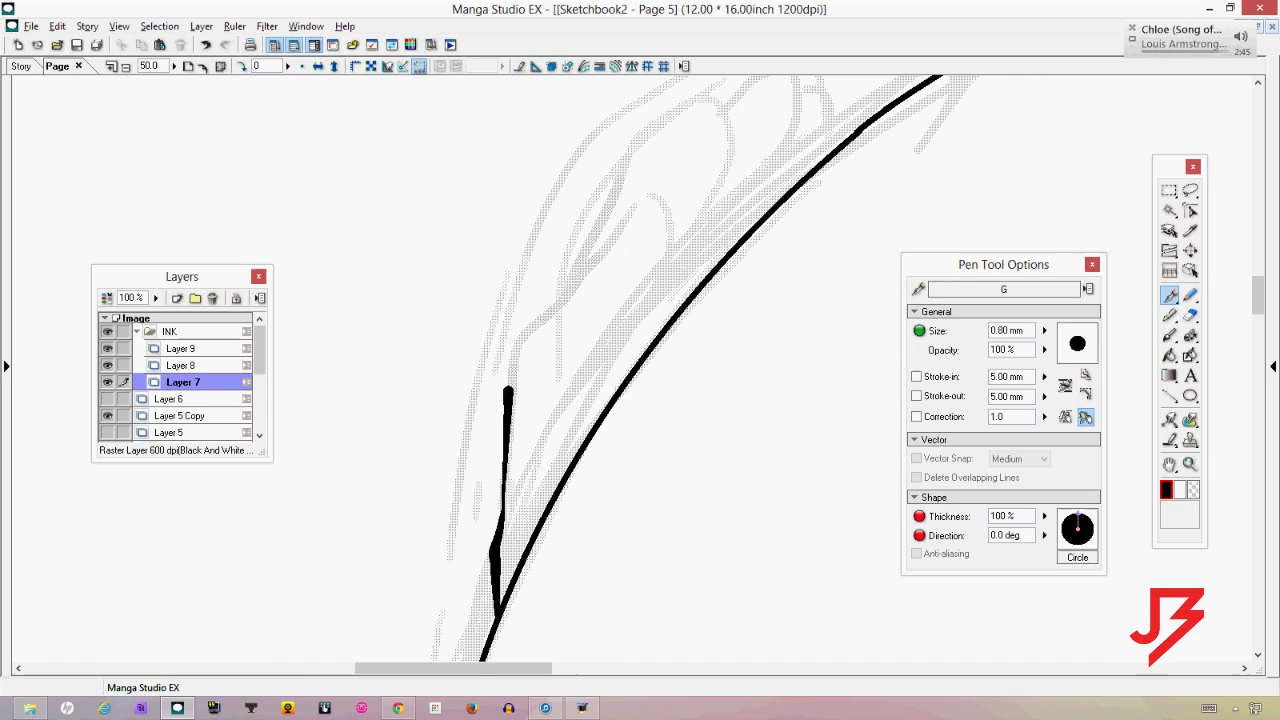 Manga Studio EX - [[Sketchbook2 - Page 5] (12.00 * 16.00inch 1200dpi)]
File Edit Story View Selection Layer Ruler Filter Window Help
Chloe (Song of...
Louis Armstrong...
2:45
Story Page 50.0 0
Layers
100 %
Image
INK
Layer 9
Layer 8
Layer 7
Layer 6
Layer 5 Copy
Layer 5
Raster Layer 600 dpi(Black And White ...
Pen Tool Options
G
General
Size: 0.80 mm
Opacity: 100 %
Stroke-in: 5.00 mm
Stroke-out: 5.00 mm
Correction: 1.0
Vector
Vector Snap: Medium
Delete Overlapping Lines
Shape
Thickness: 100 %
Direction: 0.0 deg
Anti-aliasing
Circle
Manga Studio EX